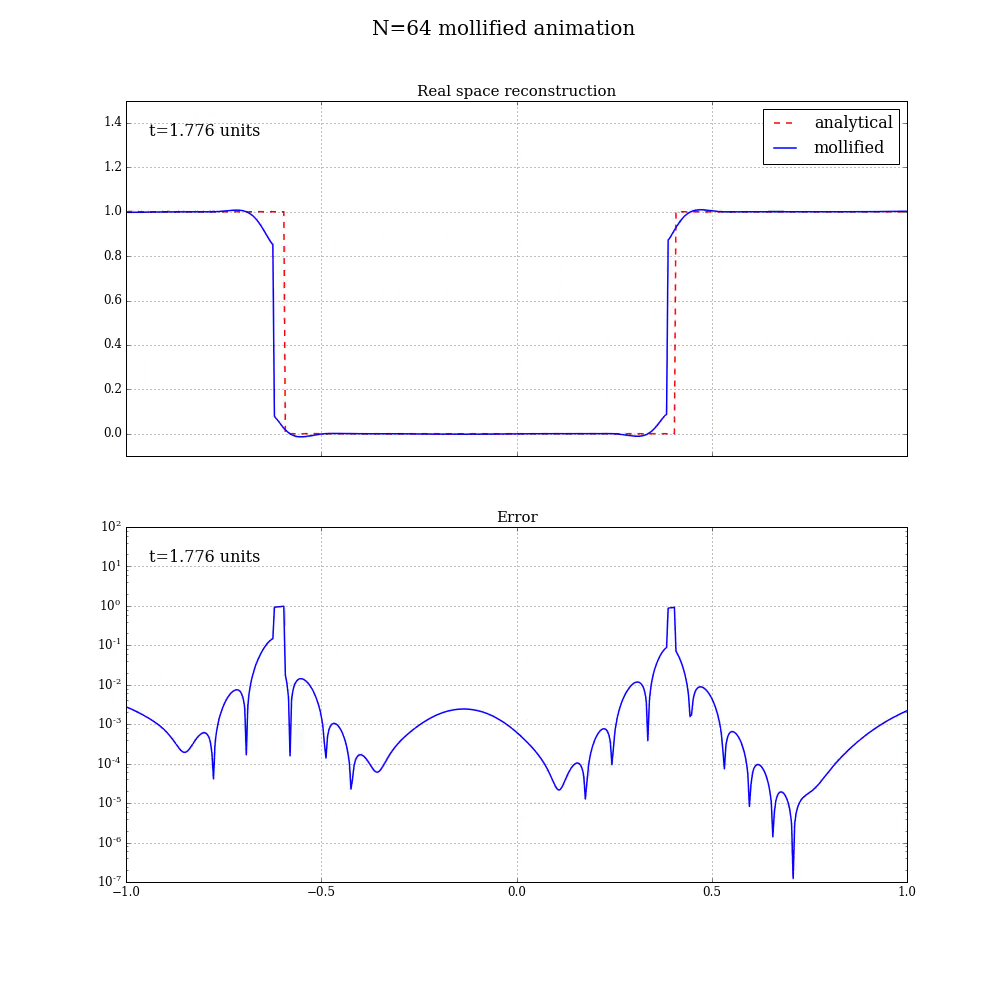 N=64 mollified animation
Real space reconstruction
t=1.776 units
analytical
mollified
1.4
1.2
1.0
0.8
0.6
0.4
0.2
0.0
Error
t=1.776 units
10²
10¹
10⁰
10⁻¹
10⁻²
10⁻³
10⁻⁴
10⁻⁵
10⁻⁶
10⁻⁷
−1.0 −0.5 0.0 0.5 1.0